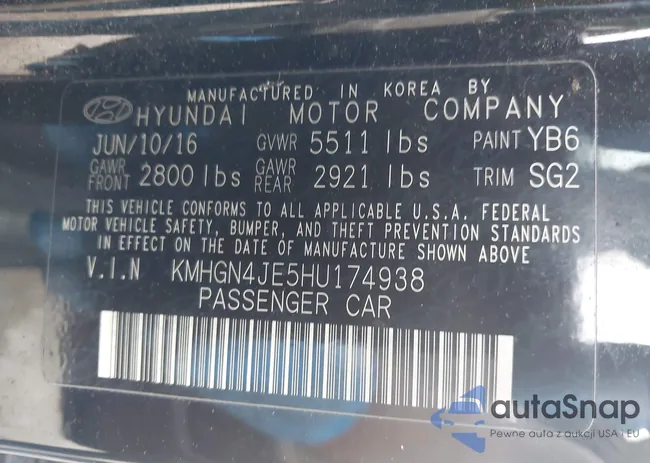 MANUFACTURED IN KOREA BY
HYUNDAI MOTOR COMPANY
JUN/10/16 GVWR 5511 lbs PAINT YB6
GAWR FRONT 2800 lbs GAWR REAR 2921 lbs TRIM SG2
THIS VEHICLE CONFORMS TO ALL APPLICABLE U.S.A. FEDERAL
MOTOR VEHICLE SAFETY, BUMPER, AND THEFT PREVENTION STANDARDS
IN EFFECT ON THE DATE OF MANUFACTURE SHOWN ABOVE
V.I.N KMHGN4JE5HU174938
PASSENGER CAR
autaSnap
Pewne auta z aukcji USA i EU